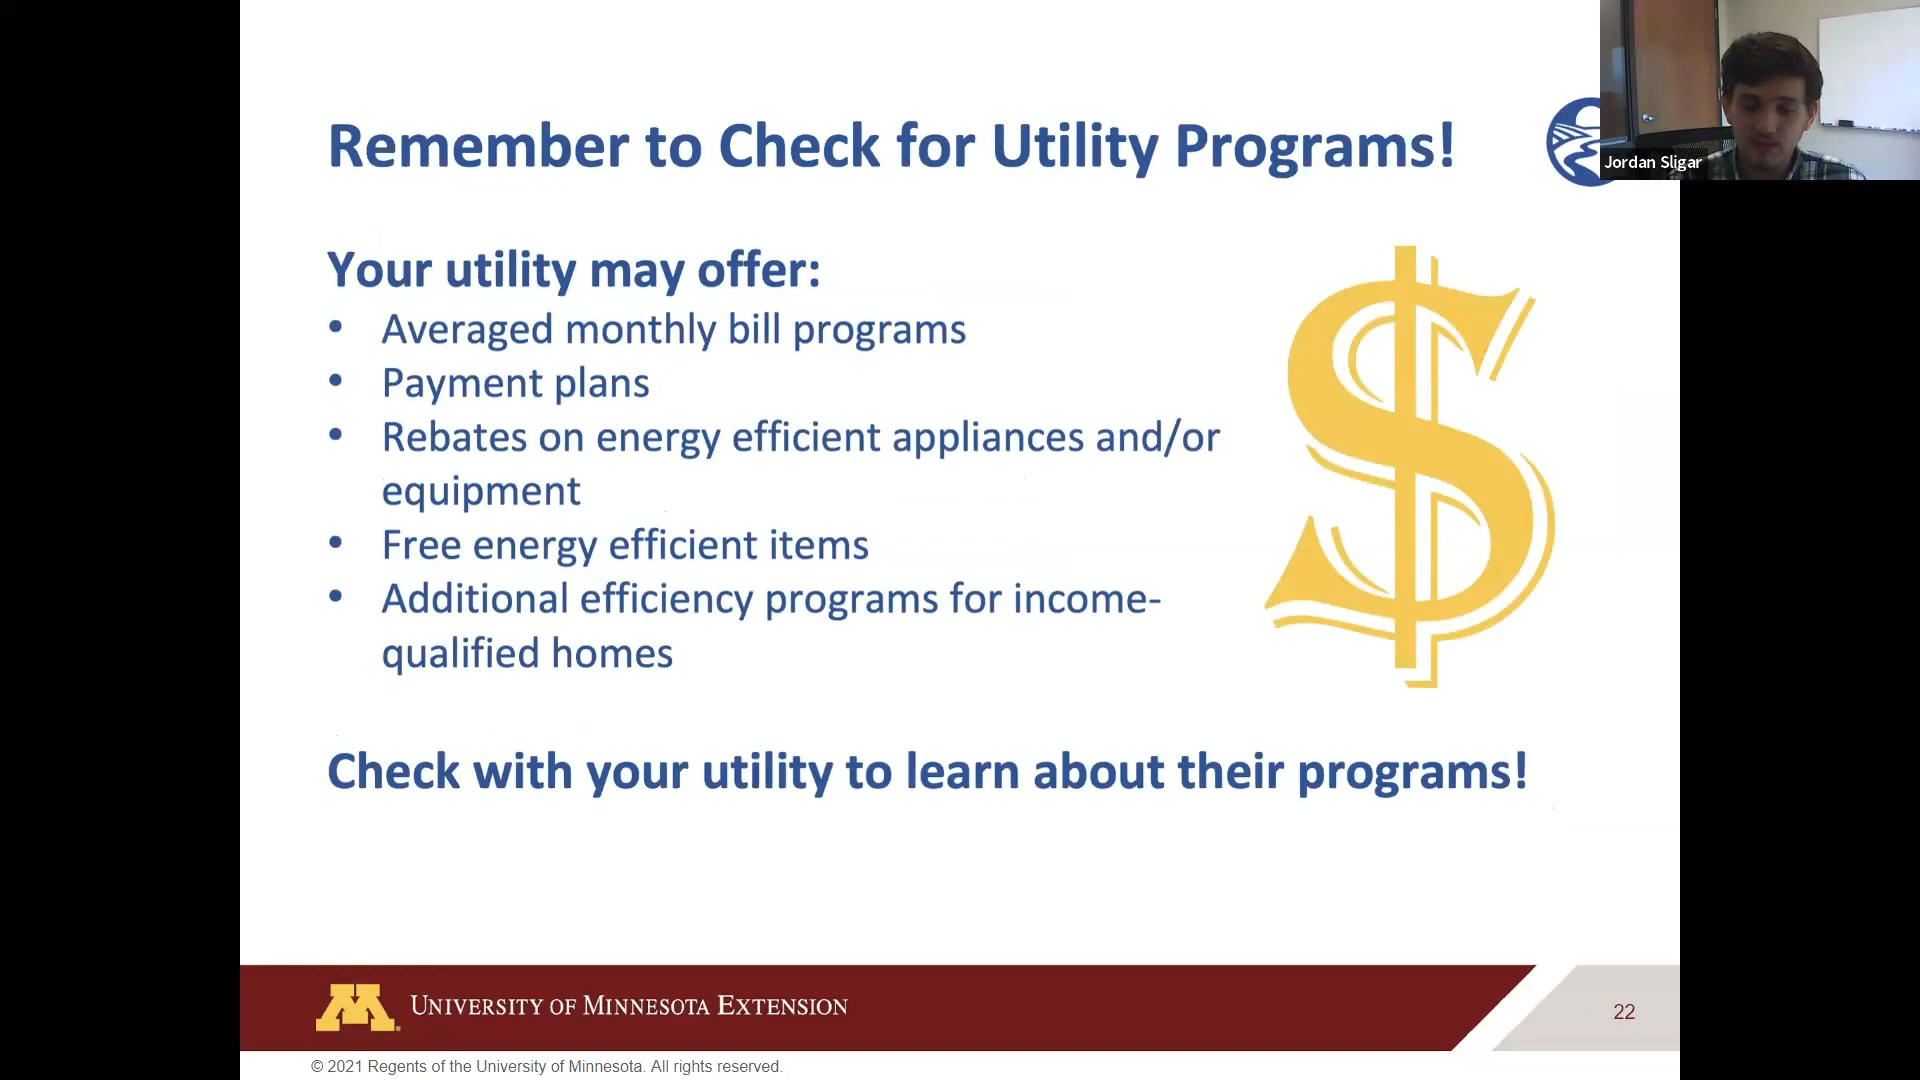 Remember to Check for Utility Programs!
Jordan Sligar
Your utility may offer:
• Averaged monthly bill programs
• Payment plans
• Rebates on energy efficient appliances and/or
equipment
• Free energy efficient items
• Additional efficiency programs for income-
qualified homes
$
Check with your utility to learn about their programs!
M
UNIVERSITY OF MINNESOTA EXTENSION
22
© 2021 Regents of the University of Minnesota. All rights reserved.